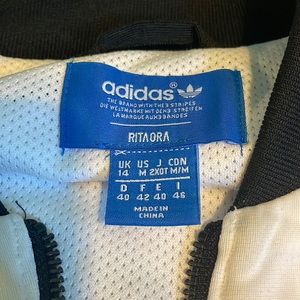 adidas®
THE BRAND WITH THE 3 STRIPES
DIE WELTMARKE MIT DEN 3 STREIFEN
LA MARQUE AUX 3 BANDES
RITA ORA
UK US J CDN
14 M 2XOT M/M
D F E I
40 42 40 46
MADE IN
CHINA